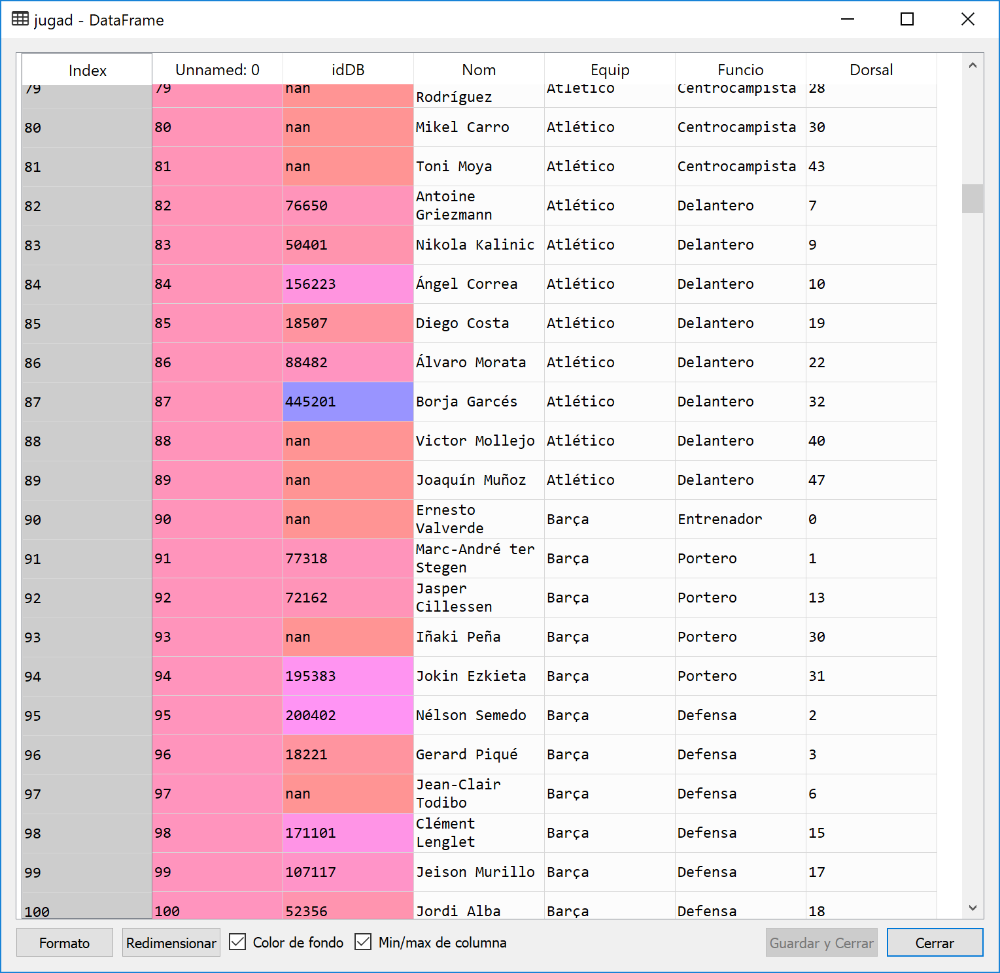 jugad - DataFrame
Index Unnamed: 0 idDB Nom Equip Funcio Dorsal
79 79 nan Rodríguez Atlético Centrocampista 28
80 80 nan Mikel Carro Atlético Centrocampista 30
81 81 nan Toni Moya Atlético Centrocampista 43
82 82 76650 Antoine Griezmann Atlético Delantero 7
83 83 50401 Nikola Kalinic Atlético Delantero 9
84 84 156223 Ángel Correa Atlético Delantero 10
85 85 18507 Diego Costa Atlético Delantero 19
86 86 88482 Álvaro Morata Atlético Delantero 22
87 87 445201 Borja Garcés Atlético Delantero 32
88 88 nan Victor Mollejo Atlético Delantero 40
89 89 nan Joaquín Muñoz Atlético Delantero 47
90 90 nan Ernesto Valverde Barça Entrenador 0
91 91 77318 Marc-André ter Stegen Barça Portero 1
92 92 72162 Jasper Cillessen Barça Portero 13
93 93 nan Iñaki Peña Barça Portero 30
94 94 195383 Jokin Ezkieta Barça Portero 31
95 95 200402 Nélson Semedo Barça Defensa 2
96 96 18221 Gerard Piqué Barça Defensa 3
97 97 nan Jean-Clair Todibo Barça Defensa 6
98 98 171101 Clément Lenglet Barça Defensa 15
99 99 107117 Jeison Murillo Barça Defensa 17
100 100 52356 Jordi Alba Barça Defensa 18
Formato Redimensionar Color de fondo Min/max de columna Guardar y Cerrar Cerrar